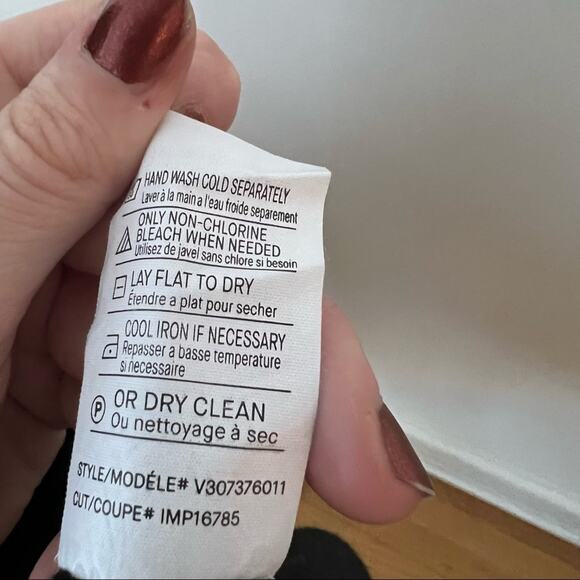 HAND WASH COLD SEPARATELY
Laver à la main a l'eau froide separement
ONLY NON-CHLORINE
BLEACH WHEN NEEDED
Utilisez de javel sans chlore si besoin
LAY FLAT TO DRY
Étendre a plat pour secher
COOL IRON IF NECESSARY
Repasser a basse temperature
si necessaire
P
OR DRY CLEAN
Ou nettoyage à sec
STYLE/MODÉLE# V307376011
CUT/COUPE# IMP16785